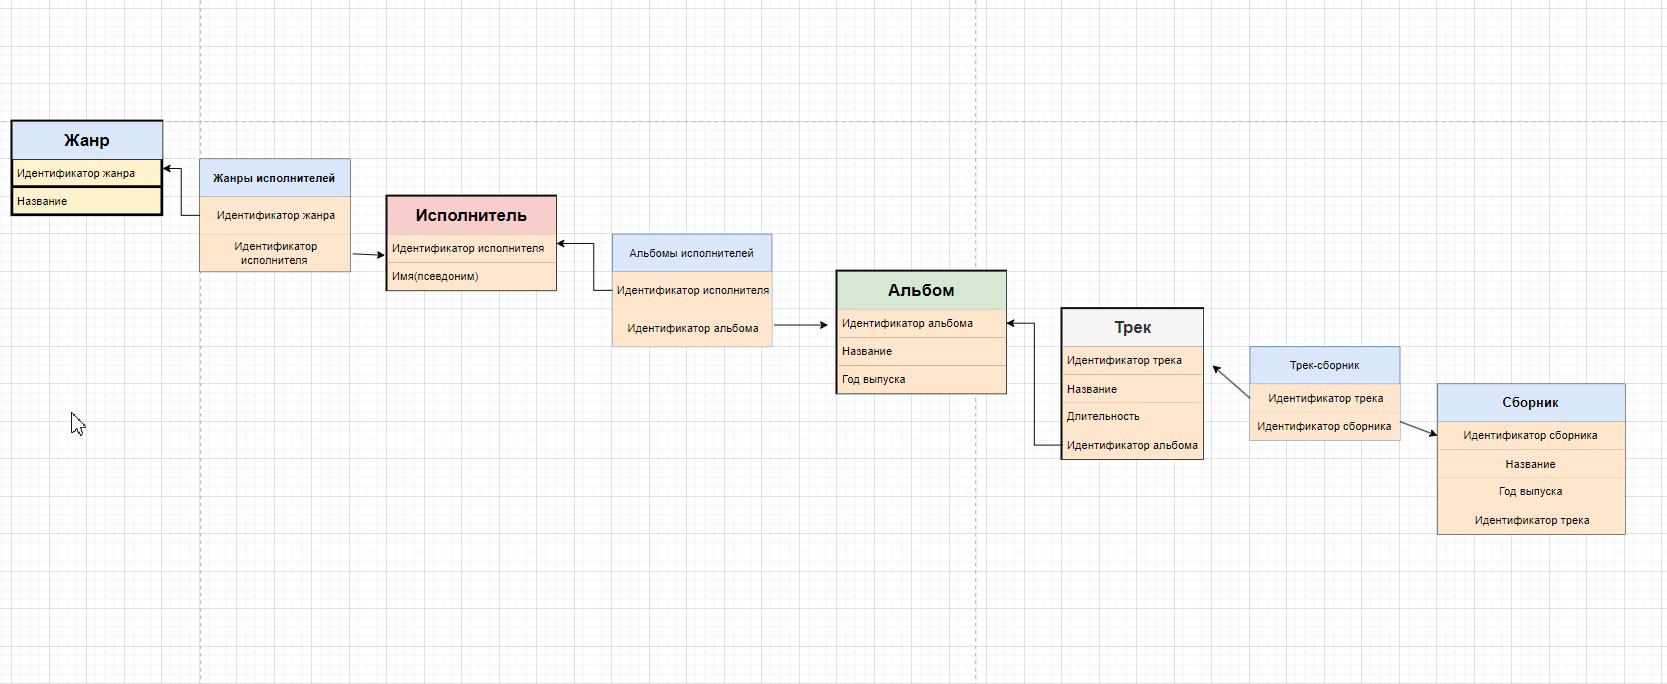 Жанр
Идентификатор жанра
Название
Жанры исполнителей
Идентификатор жанра
Идентификатор
исполнителя
Исполнитель
Идентификатор исполнителя
Имя(псевдоним)
Альбомы исполнителей
Идентификатор исполнителя
Идентификатор альбома
Альбом
Идентификатор альбома
Название
Год выпуска
Трек
Идентификатор трека
Название
Длительность
Идентификатор альбома
Трек-сборник
Идентификатор трека
Идентификатор сборника
Сборник
Идентификатор сборника
Название
Год выпуска
Идентификатор трека